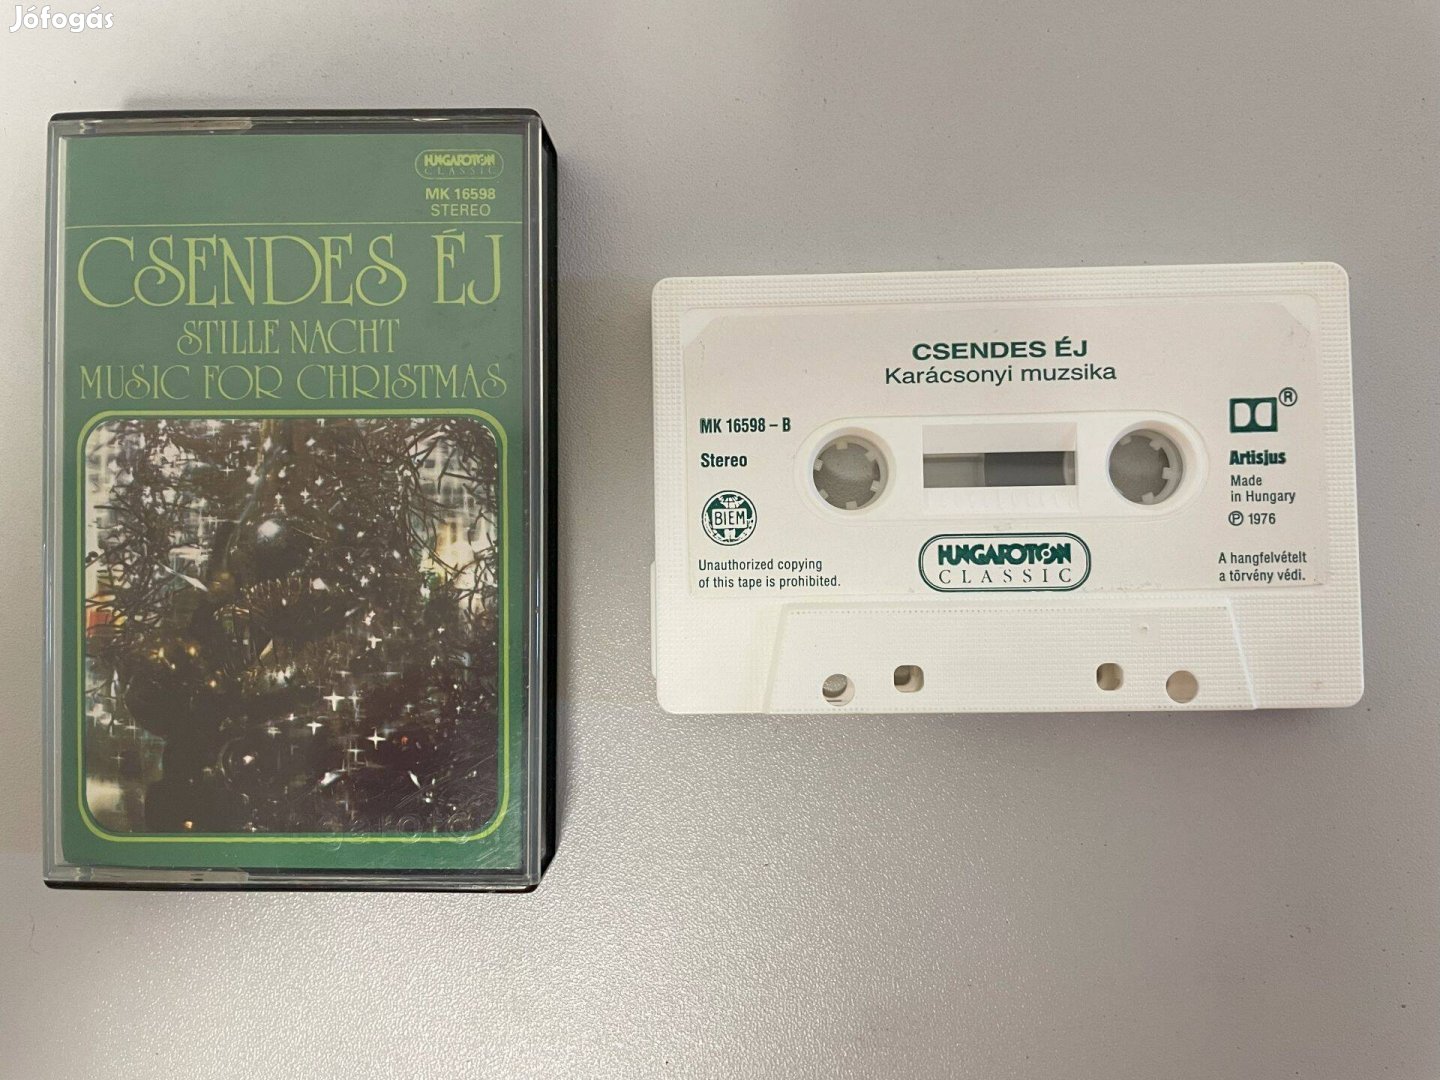 Jófogás
HUNGAROTON
CLASSIC
MK 16598
STEREO
CSENDES ÉJ
STILLE NACHT
MUSIC FOR CHRISTMAS
garoton
CSENDES ÉJ
Karácsonyi muzsika
MK 16598 – B
Stereo
BIEM
Unauthorized copying
of this tape is prohibited.
HUNGAROTON
CLASSIC
®
Artisjus
Made
in Hungary
℗ 1976
A hangfelvételt
a törvény védi.